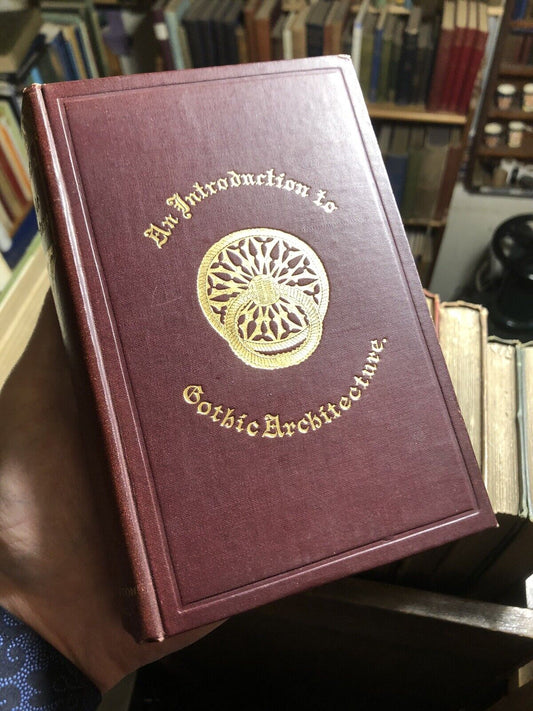 An Introduction to
Gothic Architecture.